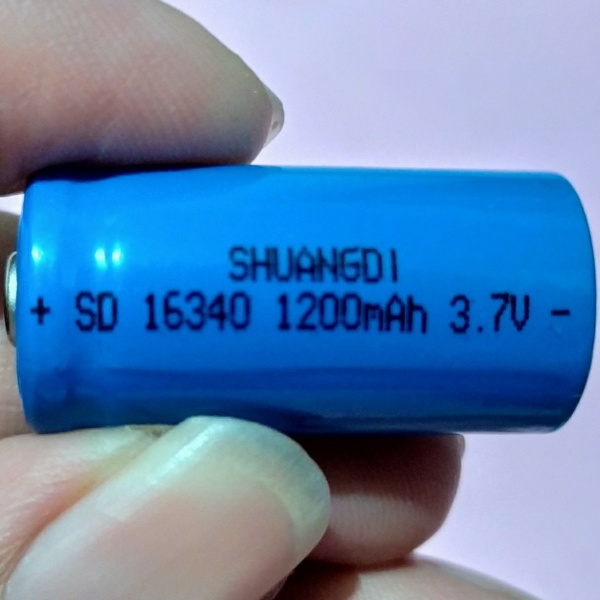 SHUANGDI
+ SD 16340 1200mAh 3.7V -